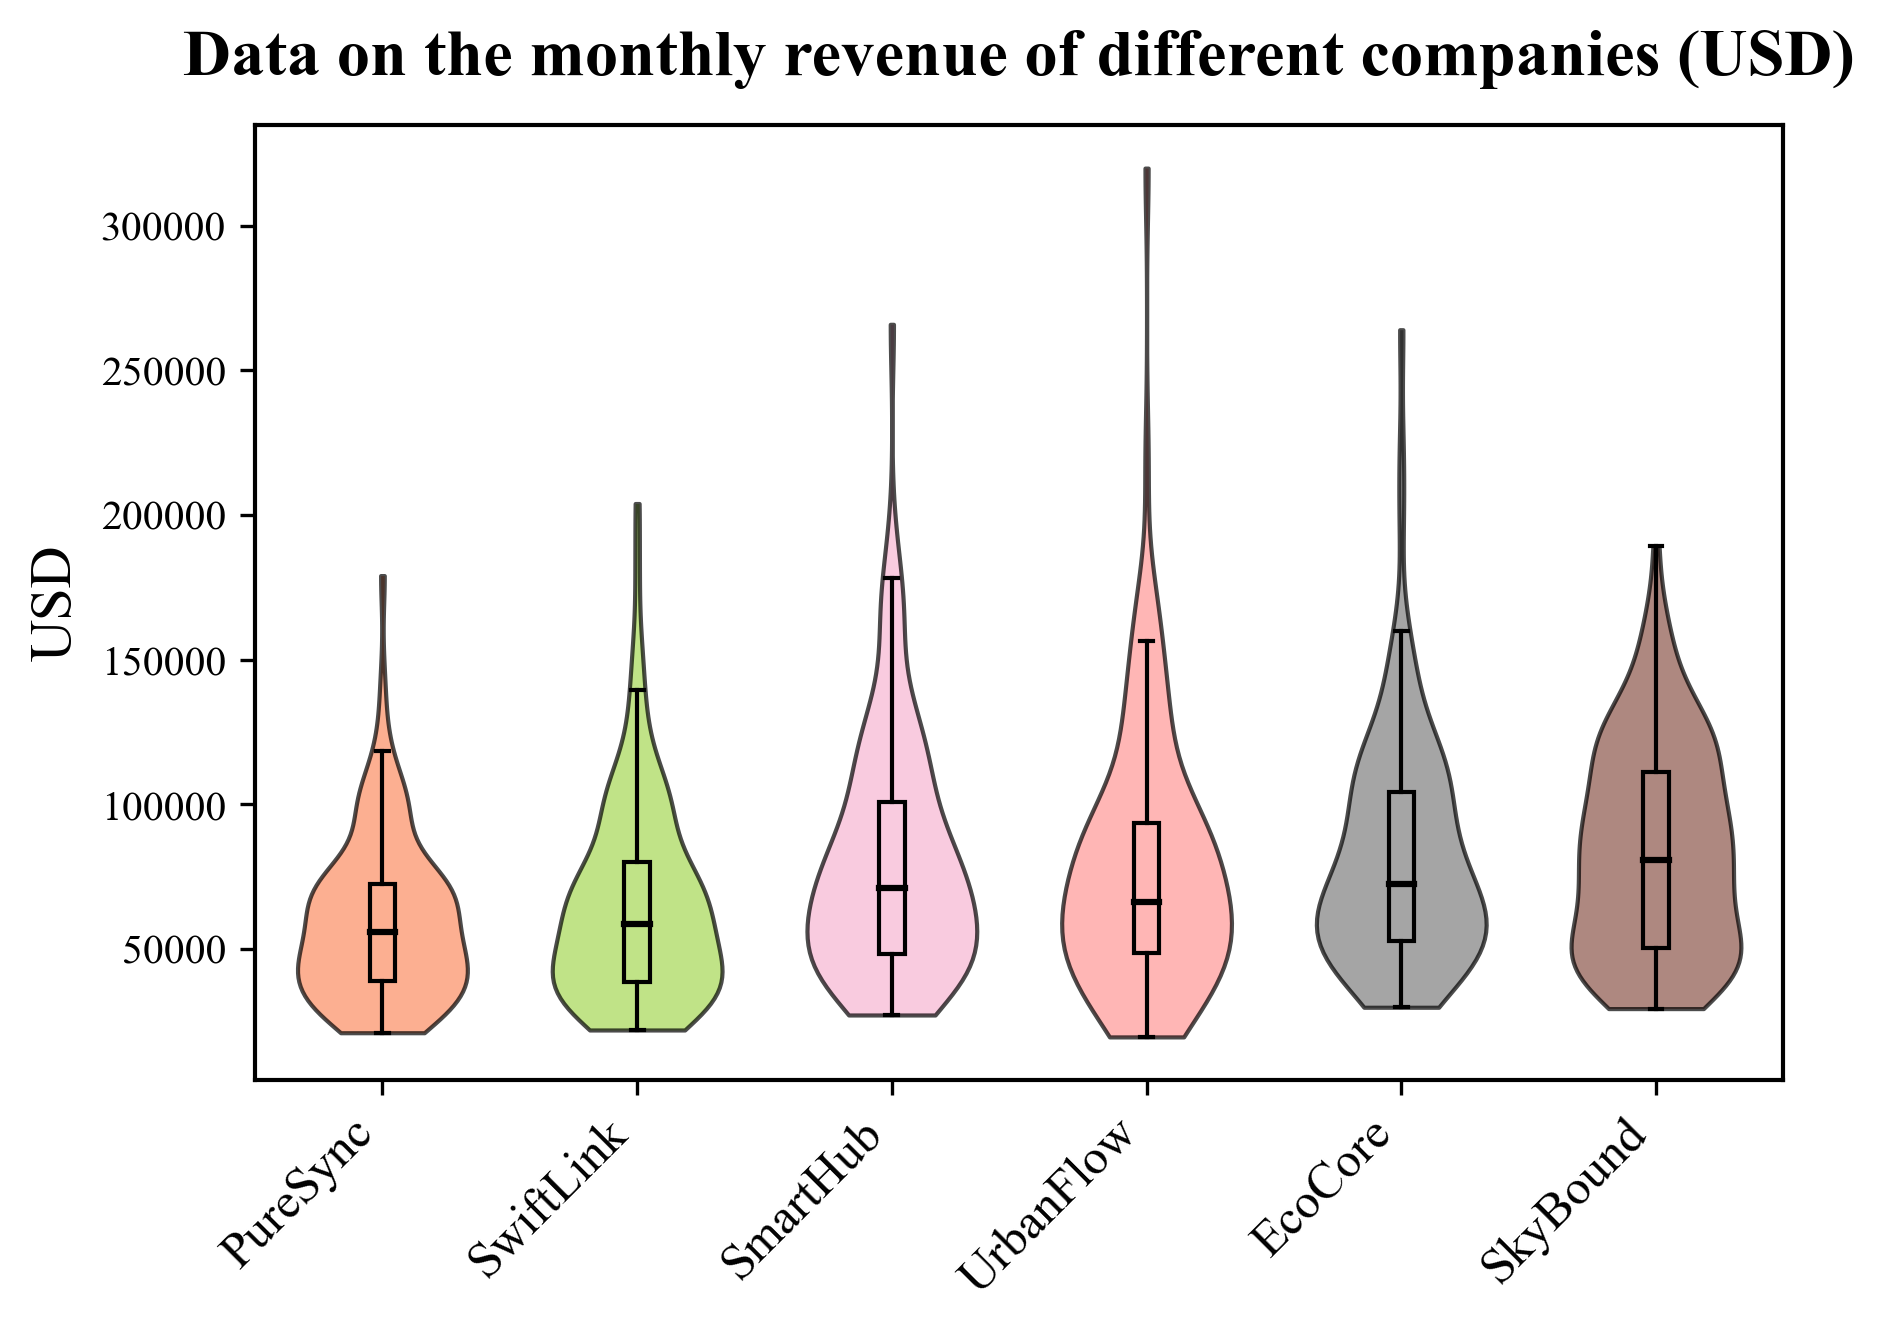 Data on the monthly revenue of different companies (USD)
USD
300000
250000
200000
150000
100000
50000
PureSync
SwiftLink
SmartHub
UrbanFlow
EcoCore
SkyBound